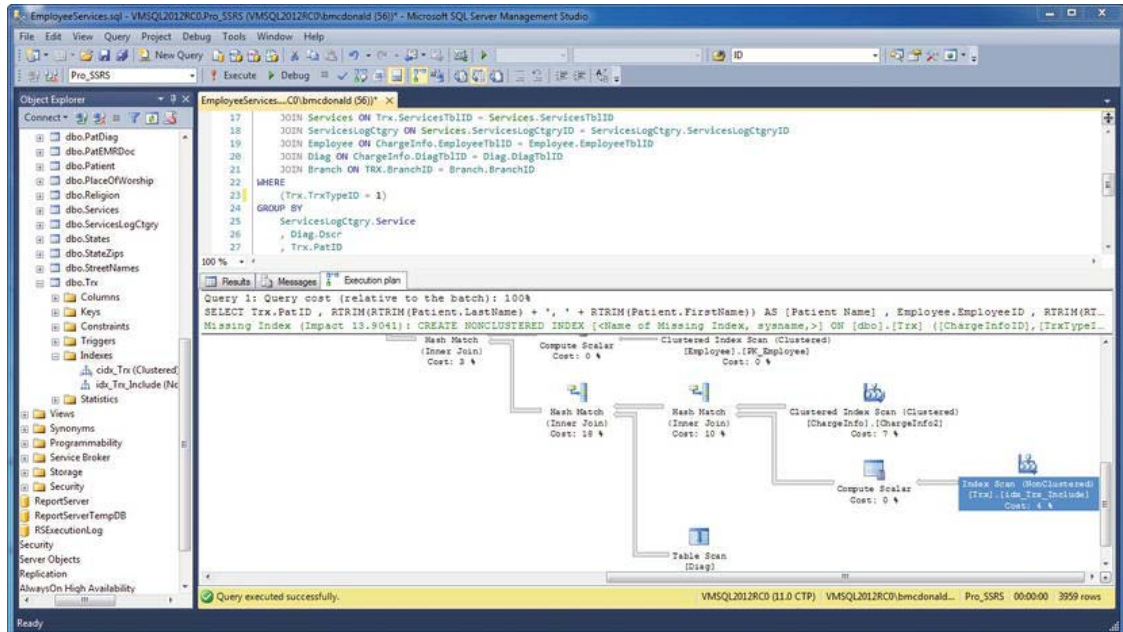 EmployeeServices.sql - VMSQL2012RC0.Pro_SSRS (VMSQL2012RC0\bmcdonald (56))* - Microsoft SQL Server Management Studio
File Edit View Query Project Debug Tools Window Help
New Query
ID
Pro_SSRS
Execute Debug
Object Explorer
Connect
dbo.PatDiag
dbo.PatEMRDoc
dbo.Patient
dbo.PlaceOfWorship
dbo.Religion
dbo.Services
dbo.ServicesLogCtgry
dbo.States
dbo.StateZips
dbo.StreetNames
dbo.Trx
Columns
Keys
Constraints
Triggers
Indexes
cidx_Trx (Clustered)
idx_Trx_Include (No
Statistics
Views
Synonyms
Programmability
Service Broker
Storage
Security
ReportServer
ReportServerTempDB
RSExecutionLog
Security
Server Objects
Replication
AlwaysOn High Availability
EmployeeServices....C0\bmcdonald (56))*
17 JOIN Services ON Trx.ServicesTblID = Services.ServicesTblID
18 JOIN ServicesLogCtgry ON Services.ServicesLogCtgryID = ServicesLogCtgry.ServicesLogCtgryID
19 JOIN Employee ON ChargeInfo.EmployeeTblID = Employee.EmployeeTblID
20 JOIN Diag ON ChargeInfo.DiagTblID = Diag.DiagTblID
21 JOIN Branch ON TRX.BranchID = Branch.BranchID
22 WHERE
23 (Trx.TrxTypeID = 1)
24 GROUP BY
25 ServicesLogCtgry.Service
26 , Diag.Dscr
27 , Trx.PatID
100 %
Results Messages Execution plan
Query 1: Query cost (relative to the batch): 100%
SELECT Trx.PatID , RTRIM(RTRIM(Patient.LastName) + ', ' + RTRIM(Patient.FirstName)) AS [Patient Name] , Employee.EmployeeID , RTRIM(RT...
Missing Index (Impact 13.9041): CREATE NONCLUSTERED INDEX [<Name of Missing Index, sysname,>] ON [dbo].[Trx] ([ChargeInfoID],[TrxTypeI...
Hash Match
(Inner Join)
Cost: 3 %
Compute Scalar
Cost: 0 %
Clustered Index Scan (Clustered)
[Employee].[PK_Employee]
Cost: 0 %
Hash Match
(Inner Join)
Cost: 18 %
Hash Match
(Inner Join)
Cost: 10 %
Clustered Index Scan (Clustered)
[ChargeInfo].[ChargeInfo2]
Cost: 7 %
Compute Scalar
Cost: 0 %
Index Scan (NonClustered)
[Trx].[idx_Trx_Include]
Cost: 4 %
Table Scan
[Diag]
Query executed successfully.
VMSQL2012RC0 (11.0 CTP) VMSQL2012RC0\bmcdonald... Pro_SSRS 00:00:00 3959 rows
Ready